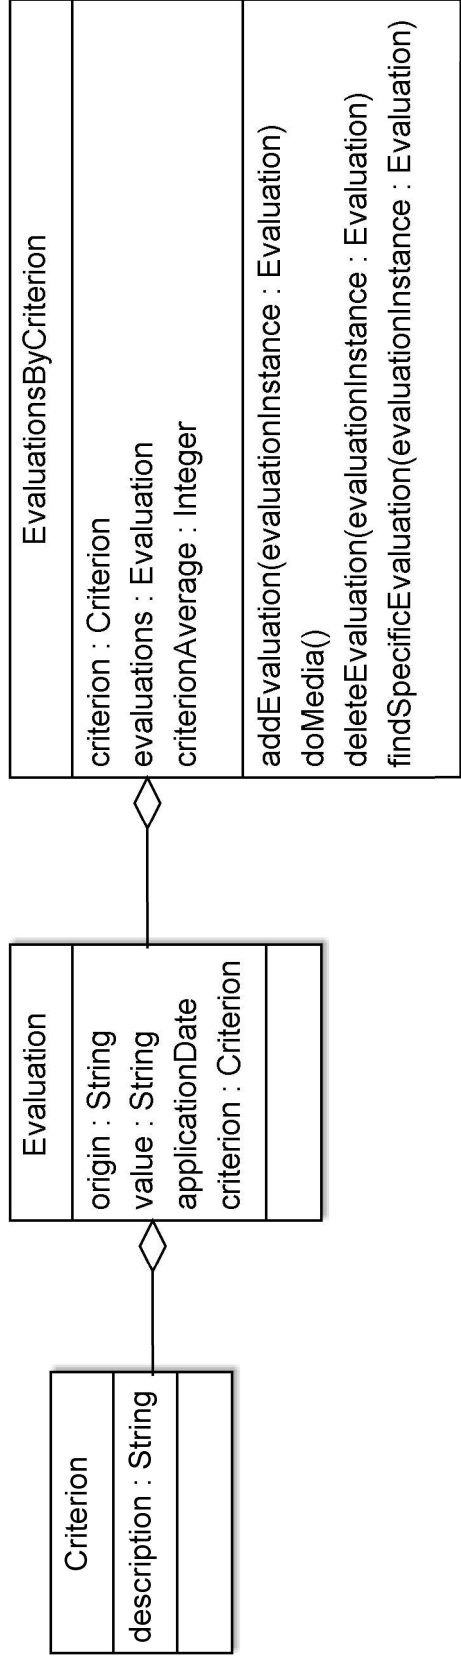 Criterion
description : String
Evaluation
origin : String
value : String
applicationDate
criterion : Criterion
EvaluationsByCriterion
criterion : Criterion
evaluations : Evaluation
criterionAverage : Integer
addEvaluation(evaluationInstance : Evaluation)
doMedia()
deleteEvaluation(evaluationInstance : Evaluation)
findSpecificEvaluation(evaluationInstance : Evaluation)